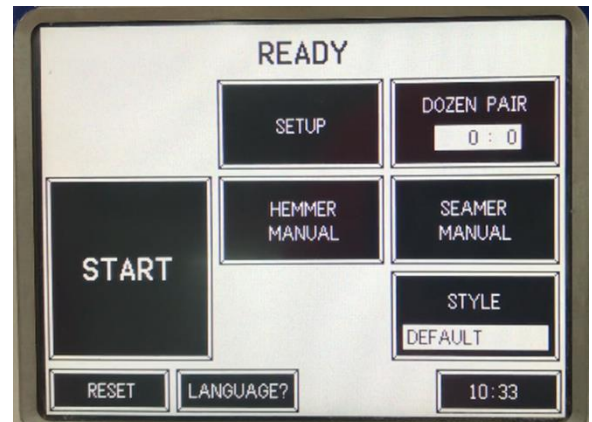 READY
SETUP
DOZEN PAIR
0 : 0
HEMMER
MANUAL
SEAMER
MANUAL
START
STYLE
DEFAULT
RESET
LANGUAGE?
10:33